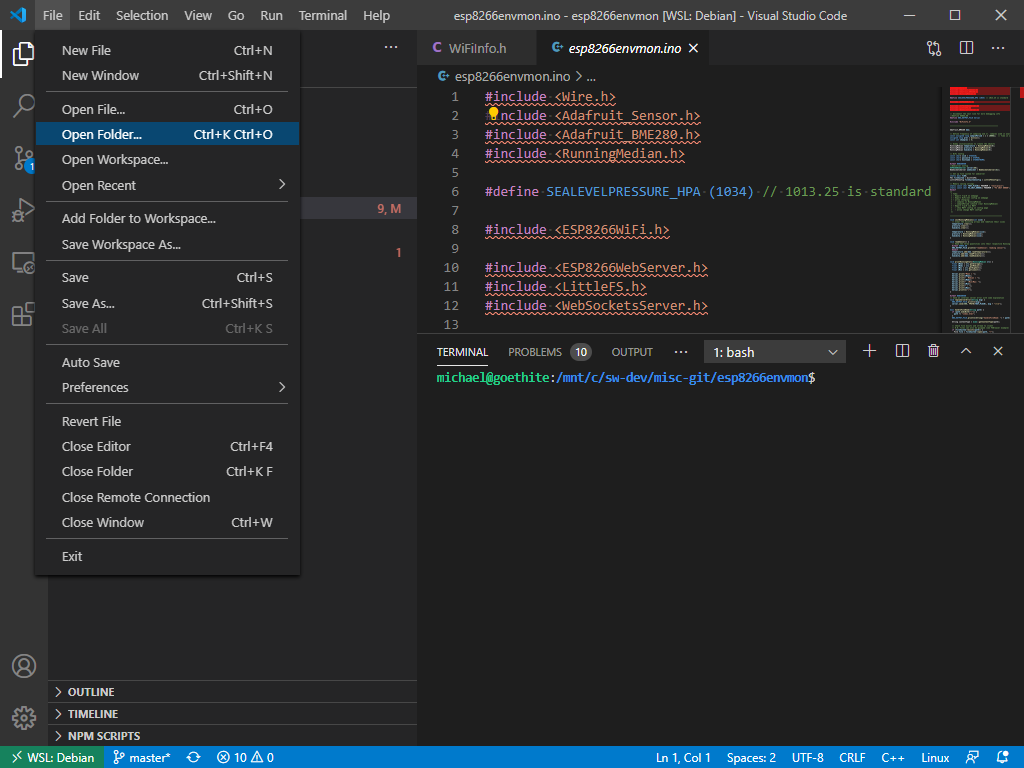 File Edit Selection View Go Run Terminal Help esp8266envmon.ino - esp8266envmon [WSL: Debian] - Visual Studio Code
New File Ctrl+N
New Window Ctrl+Shift+N
Open File... Ctrl+O
Open Folder... Ctrl+K Ctrl+O
Open Workspace...
Open Recent
Add Folder to Workspace...
Save Workspace As...
Save Ctrl+S
Save As... Ctrl+Shift+S
Save All Ctrl+K S
Auto Save
Preferences
Revert File
Close Editor Ctrl+F4
Close Folder Ctrl+K F
Close Remote Connection
Close Window Ctrl+W
Exit
1
9, M
1
OUTLINE
TIMELINE
NPM SCRIPTS
WiFiInfo.h esp8266envmon.ino
esp8266envmon.ino > ...
1 #include <Wire.h>
2 #include <Adafruit_Sensor.h>
3 #include <Adafruit_BME280.h>
4 #include <RunningMedian.h>
5
6 #define SEALEVELPRESSURE_HPA (1034) // 1013.25 is standard
7
8 #include <ESP8266WiFi.h>
9
10 #include <ESP8266WebServer.h>
11 #include <LittleFS.h>
12 #include <WebSocketsServer.h>
13
TERMINAL PROBLEMS 10 OUTPUT ... 1: bash
michael@goethite:/mnt/c/sw-dev/misc-git/esp8266envmon$
WSL: Debian master* 10 0 Ln 1, Col 1 Spaces: 2 UTF-8 CRLF C++ Linux